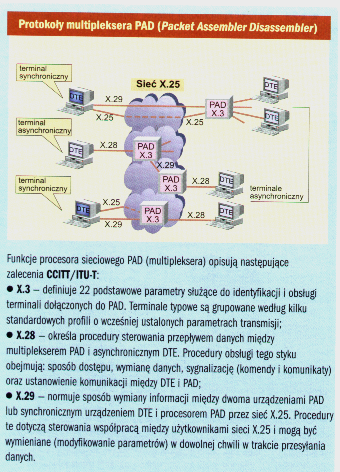 Protokoły multipleksera PAD (Packet Assembler Disassembler)
terminal
synchroniczny
Sieć X.25
DTE
X.29
X.25
X.25
PAD
X.3
DTE
DTE
terminal
asynchroniczny
DTE
X.28
PAD
X.3
X.29
PAD
X.3
X.28
DTE
terminale
asynchroniczne
terminal
synchroniczny
DTE
X.25
X.29
PAD
X.3
X.28
DTE
Funkcje procesora sieciowego PAD (multipleksera) opisują następujące
zalecenia CCITT/ITU-T:
● X.3 – definiuje 22 podstawowe parametry służące do identyfikacji i obsługi
terminali dołączonych do PAD. Terminale typowe są grupowane według kilku
standardowych profili o wcześniej ustalonych parametrach transmisji;
● X.28 – określa procedury sterowania przepływem danych między
multiplekserem PAD i asynchronicznym DTE. Procedury obsługi tego styku
obejmują: sposób dostępu, wymianę danych, sygnalizację (komendy i komunikaty)
oraz ustanowienie komunikacji między DTE i PAD;
● X.29 – normuje sposób wymiany informacji między dwoma urządzeniami PAD
lub synchronicznym urządzeniem DTE i procesorem PAD przez sieć X.25. Procedury
te dotyczą sterowania współpracą między użytkownikami sieci X.25 i mogą być
wymieniane (modyfikowanie parametrów) w dowolnej chwili w trakcie przesyłania
danych.